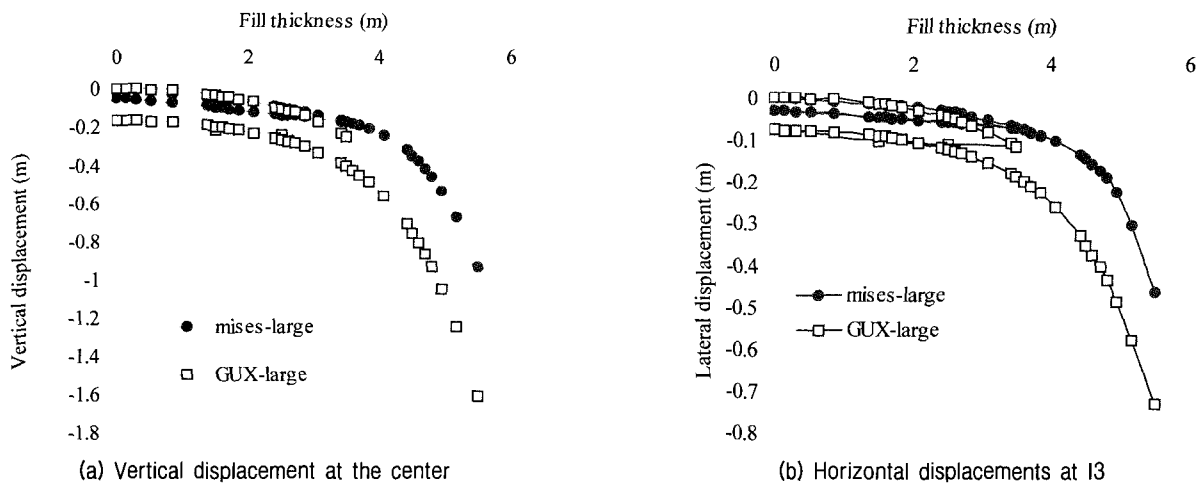 Fill thickness (m)
0 2 4 6
0
-0.2
-0.4
-0.6
-0.8
-1
-1.2
-1.4
-1.6
-1.8
Vertical displacement (m)
mises-large
GUX-large
(a) Vertical displacement at the center
Fill thickness (m)
0 2 4 6
0
-0.1
-0.2
-0.3
-0.4
-0.5
-0.6
-0.7
-0.8
Lateral displacement (m)
mises-large
GUX-large
(b) Horizontal displacements at I3